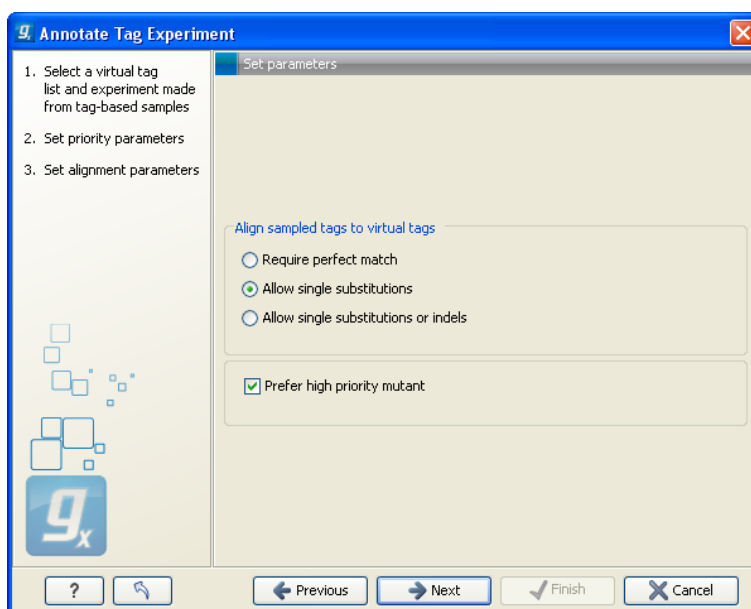 Annotate Tag Experiment
1. Select a virtual tag
list and experiment made
from tag-based samples
2. Set priority parameters
3. Set alignment parameters
Set parameters
Align sampled tags to virtual tags
Require perfect match
Allow single substitutions
Allow single substitutions or indels
Prefer high priority mutant
gx
?
Previous
Next
Finish
Cancel